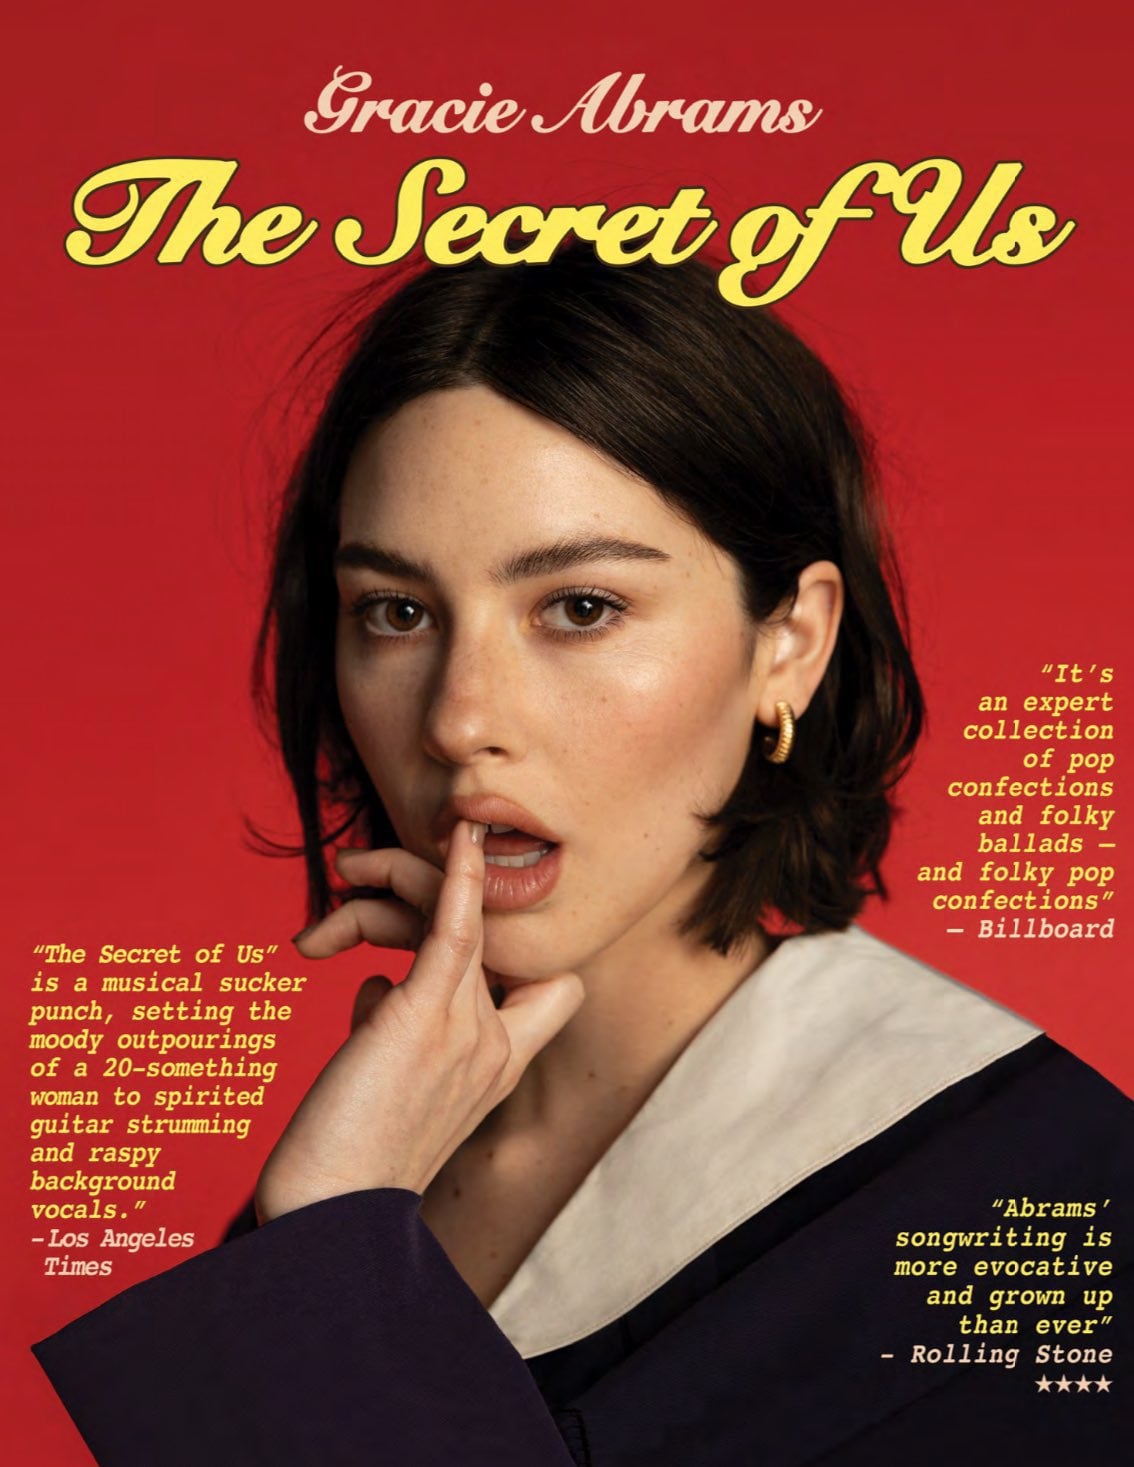 Gracie Abrams
The Secret of Us
“It’s
an expert
collection
of pop
confections
and folky
ballads —
and folky pop
confections”
— Billboard
“The Secret of Us”
is a musical sucker
punch, setting the
moody outpourings
of a 20-something
woman to spirited
guitar strumming
and raspy
background
vocals.”
-Los Angeles
Times
“Abrams’
songwriting is
more evocative
and grown up
than ever”
- Rolling Stone
★★★★